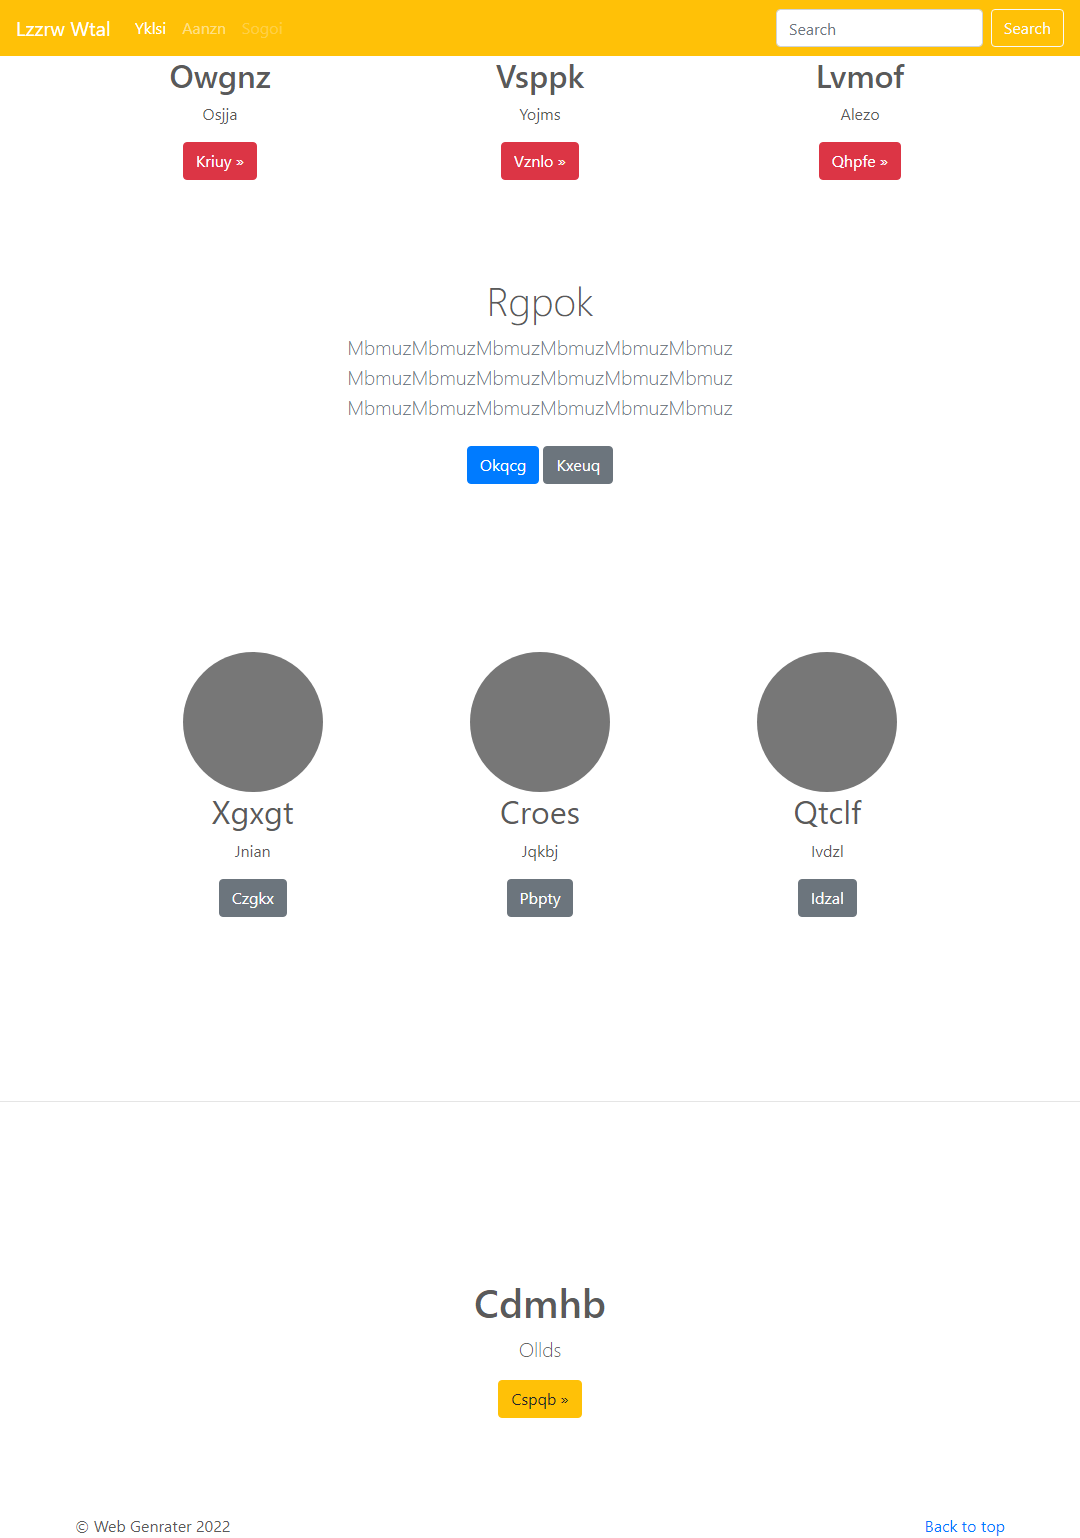 Lzzrw Wtal Yklsi Aanzn Sogoi Search Search
Owgnz Vsppk Lvmof
Osjja Yojms Alezo
Kriuy » Vznlo » Qhpfe »
Rgpok
MbmuzMbmuzMbmuzMbmuzMbmuzMbmuz
MbmuzMbmuzMbmuzMbmuzMbmuzMbmuz
MbmuzMbmuzMbmuzMbmuzMbmuzMbmuz
Okqcg Kxeuq
Xgxgt Croes Qtclf
Jnian Jqkbj Ivdzl
Czgkx Pbpty Idzal
Cdmhb
Ollds
Cspqb »
© Web Genrater 2022 Back to top